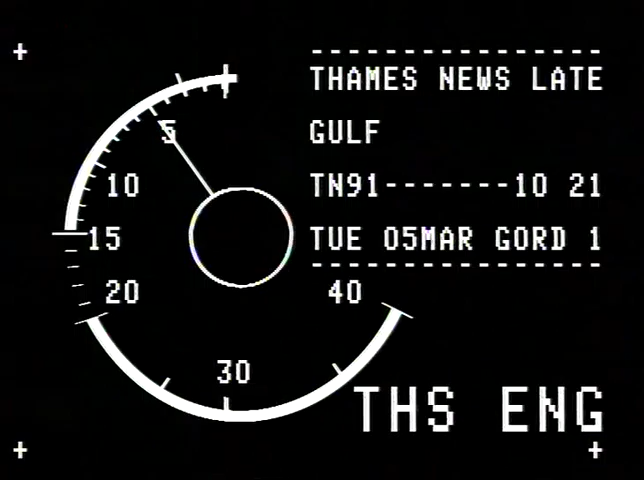 THAMES NEWS LATE
GULF
TN91-------10 21
TUE 05MAR GORD 1
5
10
15
20
30
40
THS ENG